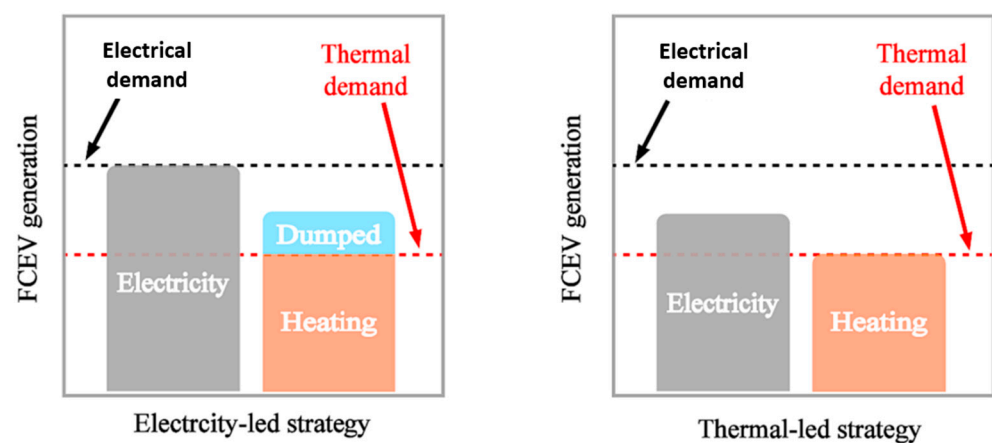 Electrical
demand
Thermal
demand
FCEV generation
Dumped
Electricity
Heating
Electrcity-led strategy
Electrical
demand
Thermal
demand
FCEV generation
Electricity
Heating
Thermal-led strategy